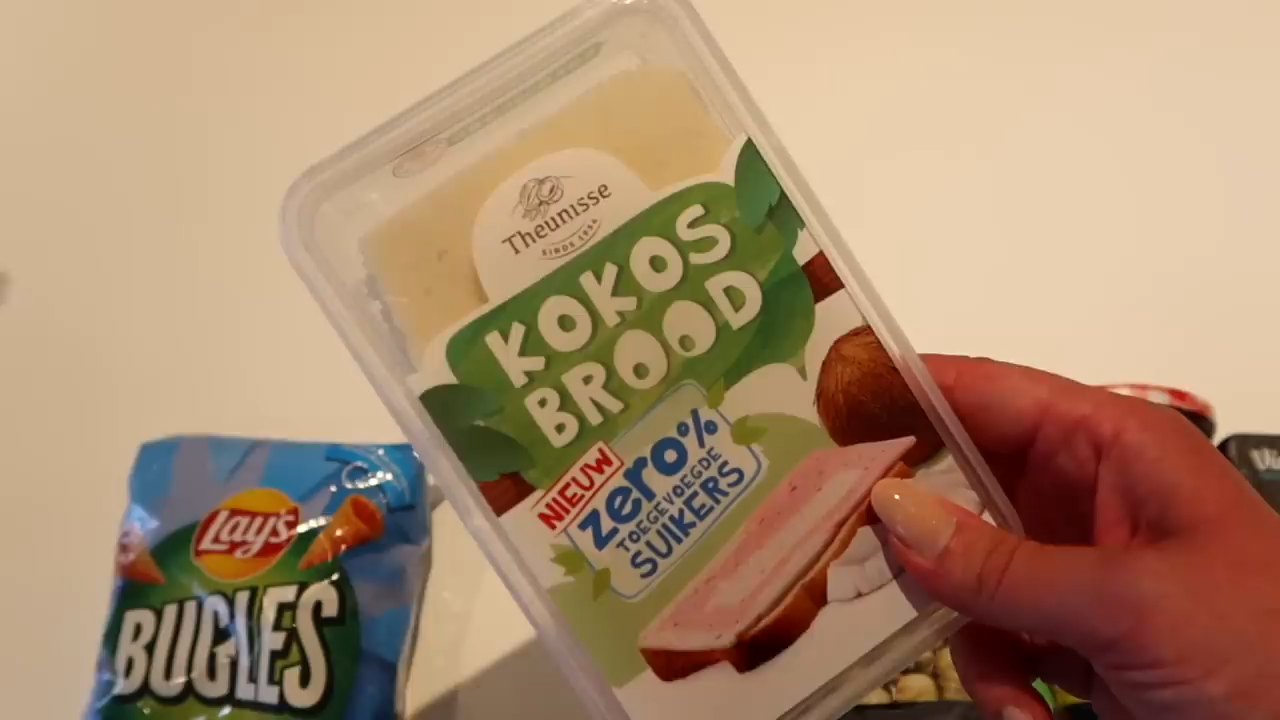 Theunisse
SINDS 1954
KOKOS
BROOD
NIEUW
zero%
TOEGEVOEGDE
SUIKERS
Lay's
BUGLES